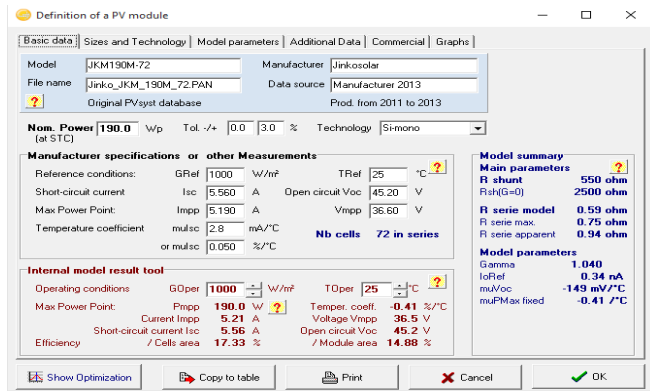 Definition of a PV module
Basic data | Sizes and Technology | Model parameters | Additional Data | Commercial | Graphs
Model JKM190M-72 Manufacturer Jinkosolar
File name Jinko_JKM_190M_72.PAN Data source Manufacturer 2013
? Original PVsyst database Prod. from 2011 to 2013
Nom. Power 190.0 Wp Tol. -/+ 0.0 3.0 % Technology Si-mono
(at STC)
Manufacturer specifications or other Measurements
Reference conditions: GRef 1000 W/m² TRef 25 °C ?
Short-circuit current Isc 5.560 A Open circuit Voc 45.20 V
Max Power Point: Impp 5.190 A Vmpp 36.60 V
Temperature coefficient muIsc 2.8 mA/°C
Nb cells 72 in series
or muIsc 0.050 %/°C
Internal model result tool
Operating conditions GOper 1000 W/m² TOper 25 °C ?
Max Power Point: Pmpp 190.0 W ? Temper. coeff. -0.41 %/°C
Current Impp 5.21 A Voltage Vmpp 36.5 V
Short-circuit current Isc 5.56 A Open circuit Voc 45.2 V
Efficiency / Cells area 17.33 % / Module area 14.88 %
Model summary
Main parameters ?
R shunt 550 ohm
Rsh(G=0) 2500 ohm
R serie model 0.59 ohm
R serie max. 0.75 ohm
R serie apparent 0.94 ohm
Model parameters
Gamma 1.040
IoRef 0.34 nA
muVoc -149 mV/°C
muPMax fixed -0.41 /°C
Show Optimization Copy to table Print Cancel OK